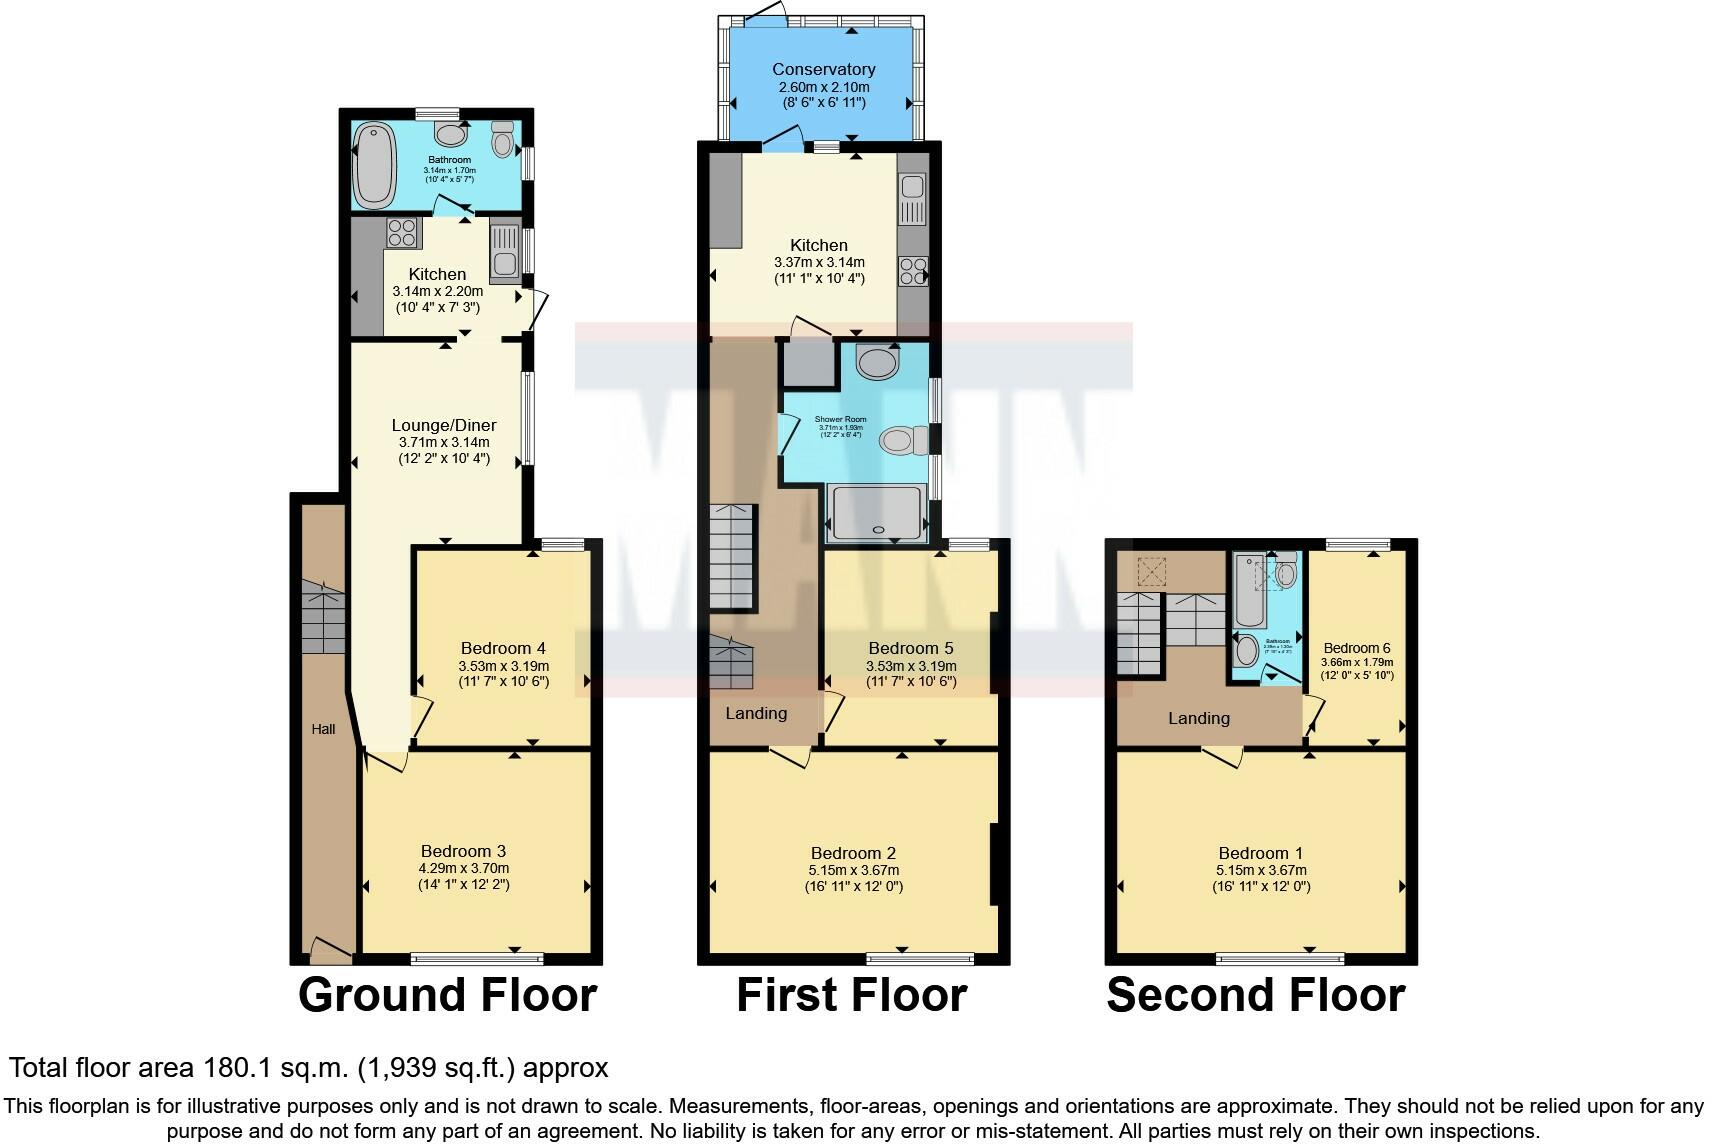 Conservatory
2.60m x 2.10m
(8' 6" x 6' 11")
Bathroom
3.14m x 1.70m
(10' 4" x 5' 7")
Kitchen
3.14m x 2.20m
(10' 4" x 7' 3")
Lounge/Diner
3.71m x 3.14m
(12' 2" x 10' 4")
Bedroom 4
3.53m x 3.19m
(11' 7" x 10' 6")
Hall
Bedroom 3
4.29m x 3.70m
(14' 1" x 12' 2")
Ground Floor
Kitchen
3.37m x 3.14m
(11' 1" x 10' 4")
Shower Room
3.71m x 1.93m
(12' 2" x 6' 4")
MANN
Bedroom 5
3.53m x 3.19m
(11' 7" x 10' 6")
Landing
Bedroom 2
5.15m x 3.67m
(16' 11" x 12' 0")
First Floor
Bathroom
2.39m x 1.30m
(7' 10" x 4' 3")
Bedroom 6
3.66m x 1.79m
(12' 0" x 5' 10")
Landing
Bedroom 1
5.15m x 3.67m
(16' 11" x 12' 0")
Second Floor
Total floor area 180.1 sq.m. (1,939 sq.ft.) approx
This floorplan is for illustrative purposes only and is not drawn to scale. Measurements, floor-areas, openings and orientations are approximate. They should not be relied upon for any
purpose and do not form any part of an agreement. No liability is taken for any error or mis-statement. All parties must rely on their own inspections.